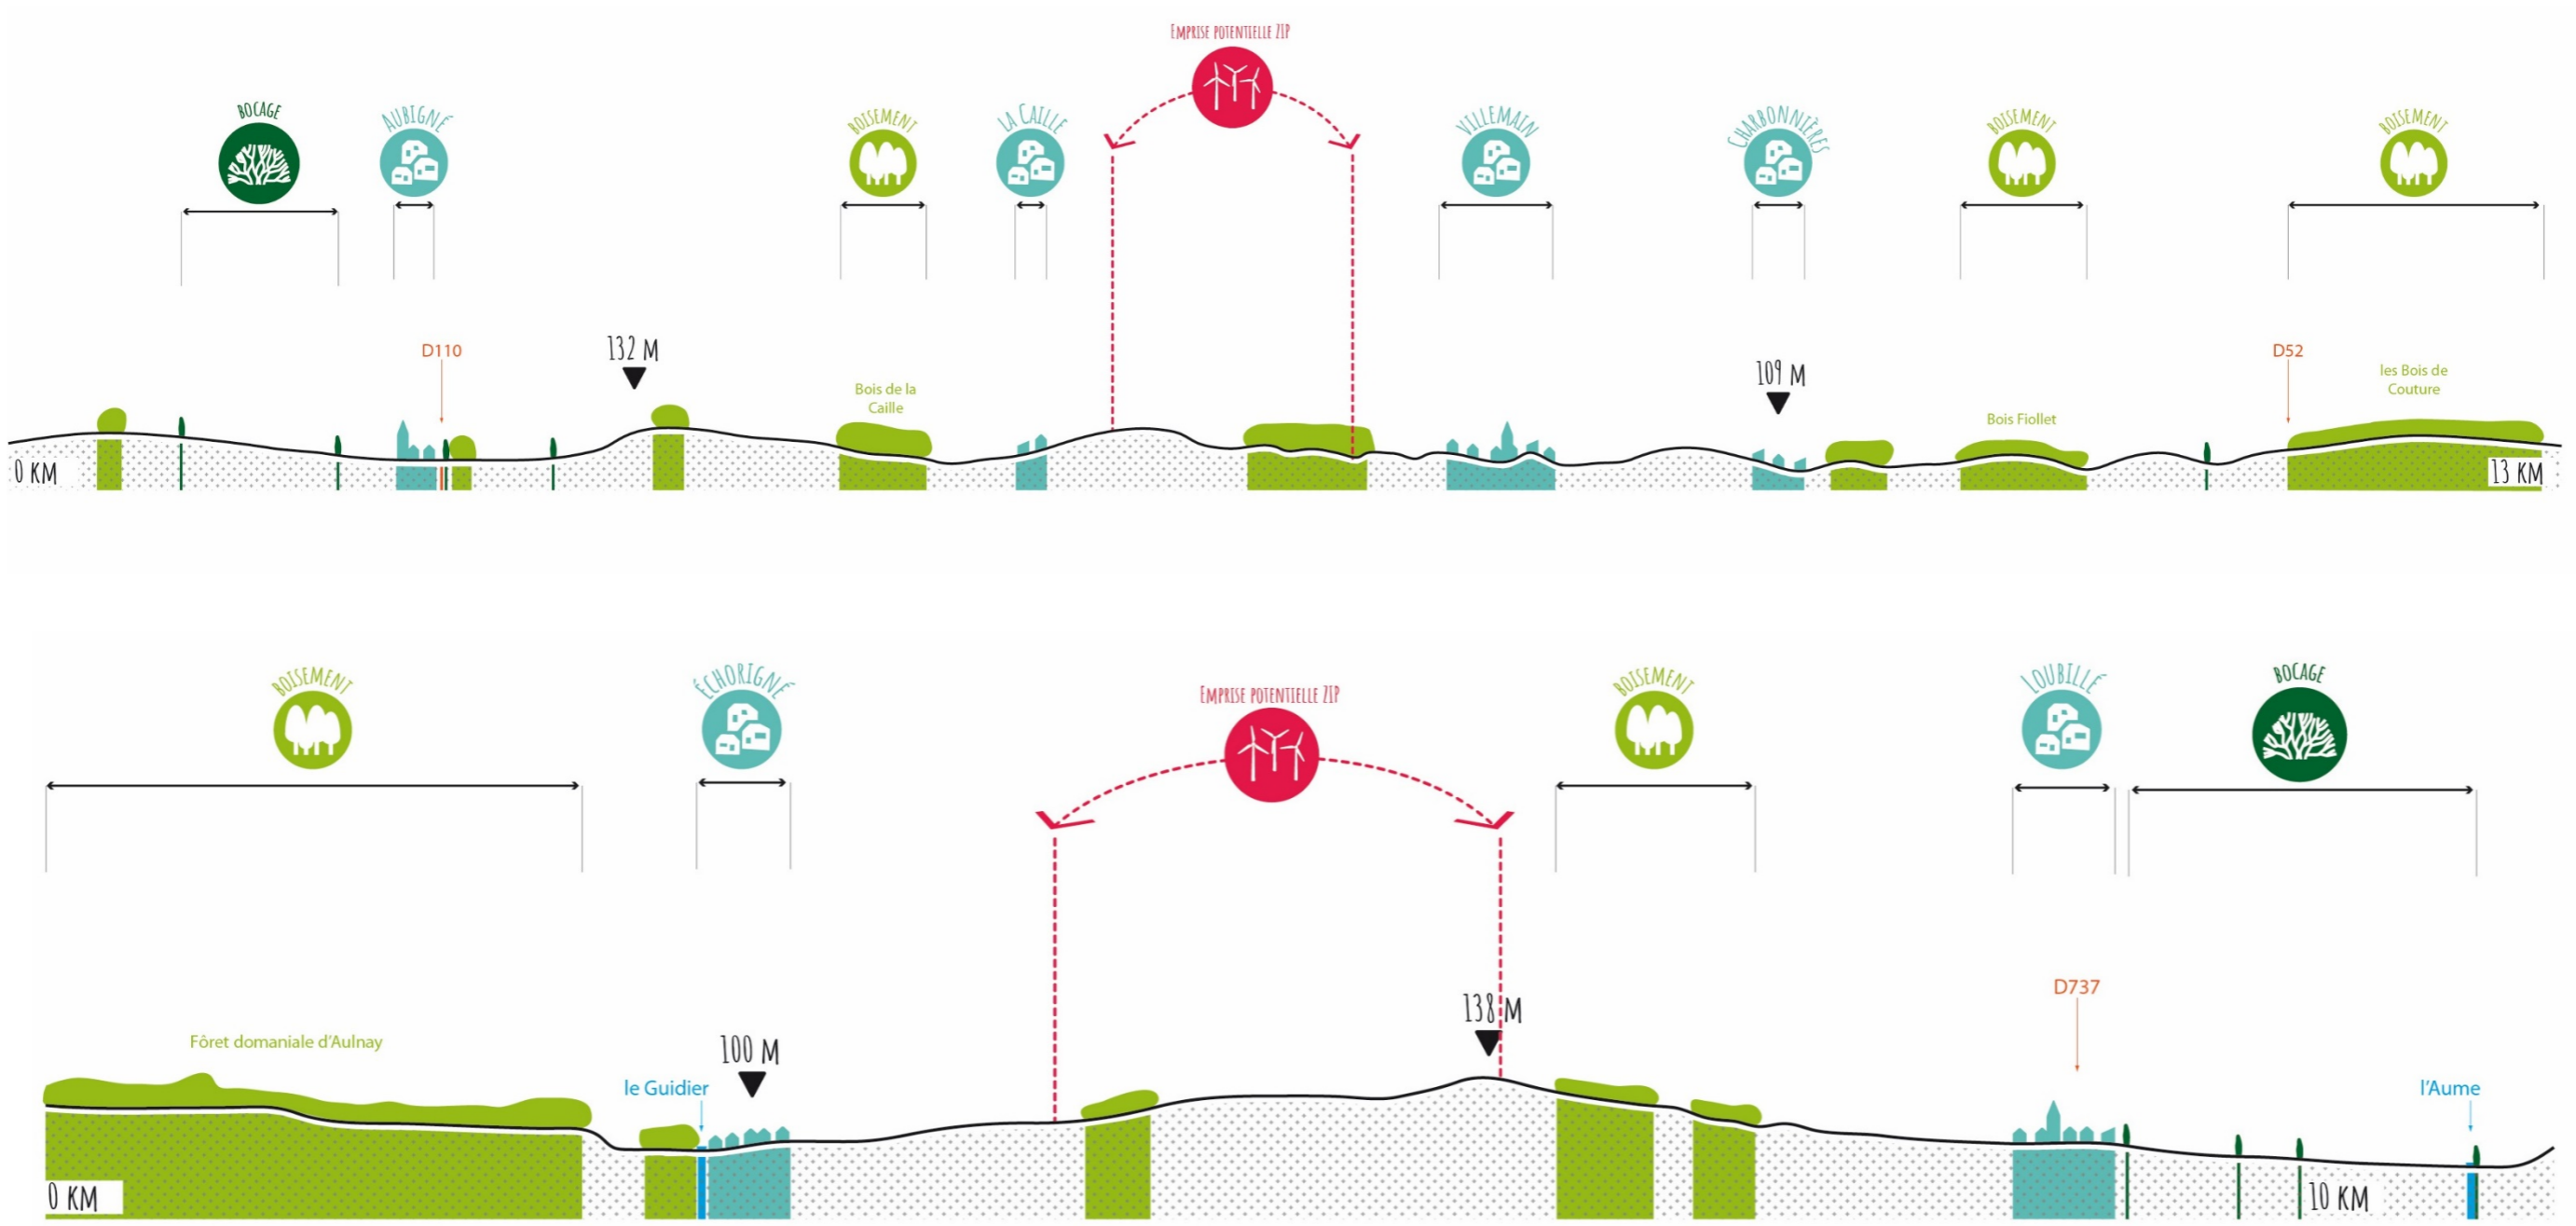 EMPRISE POTENTIELLE ZIP
BOCAGE
AUBIGNÉ
BOISEMENT
LA CAILLE
VILLEMAIN
CHARBONNIÈRES
BOISEMENT
BOISEMENT
D110
132 M
Bois de la
Caille
109 M
Bois Fiollet
D52
les Bois de
Couture
0 KM
13 KM
BOISEMENT
ÉCHORIGNÉ
EMPRISE POTENTIELLE ZIP
BOISEMENT
LOUBILLÉ
BOCAGE
Fôret domaniale d'Aulnay
le Guidier
100 M
138 M
D737
l'Aume
0 KM
10 KM